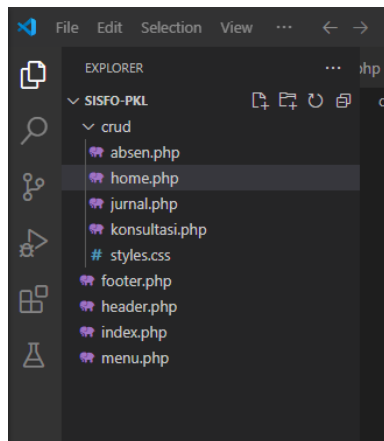 File Edit Selection View ...
EXPLORER ... php
SISFO-PKL
crud
absen.php
home.php
jurnal.php
konsultasi.php
# styles.css
footer.php
header.php
index.php
menu.php